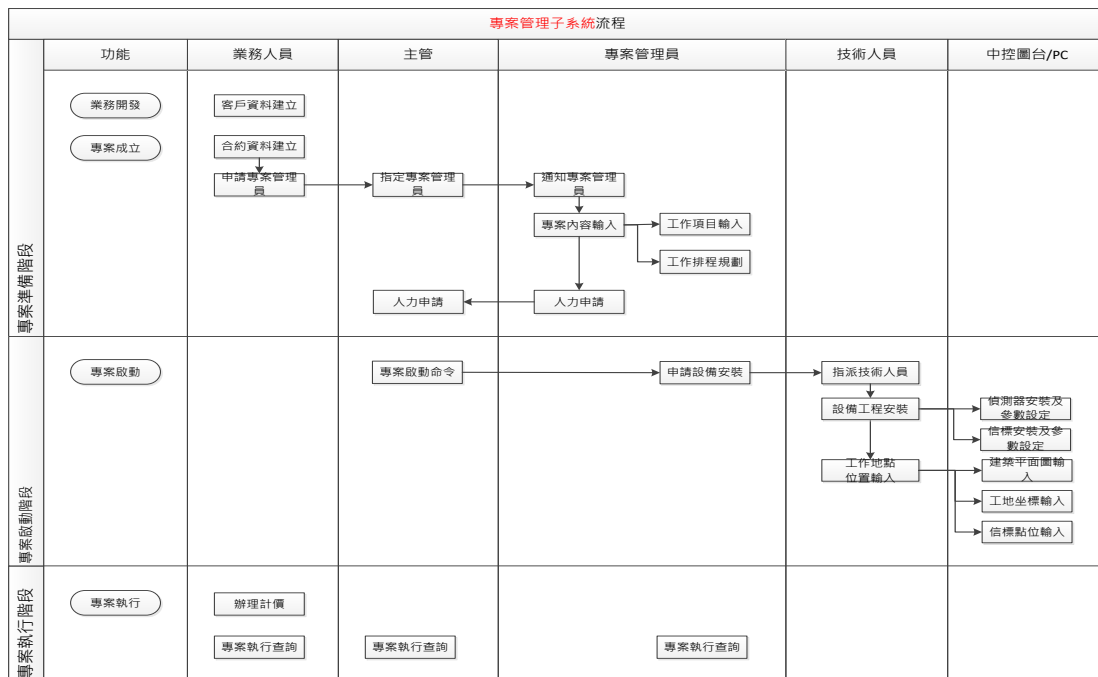 專案管理子系統流程
功能
業務人員
主管
專案管理員
技術人員
中控圖台/PC
專案準備階段
業務開發
客戶資料建立
專案成立
合約資料建立
申請專案管理
員
指定專案管理
員
通知專案管理
員
專案內容輸入
工作項目輸入
工作排程規劃
人力申請
人力申請
專案啟動階段
專案啟動
專案啟動命令
申請設備安裝
指派技術人員
設備工程安裝
偵測器安裝及
參數設定
信標安裝及參
數設定
工作地點
位置輸入
建築平面圖輸
入
工地坐標輸入
信標點位輸入
專案執行階段
專案執行
辦理計價
專案執行查詢
專案執行查詢
專案執行查詢